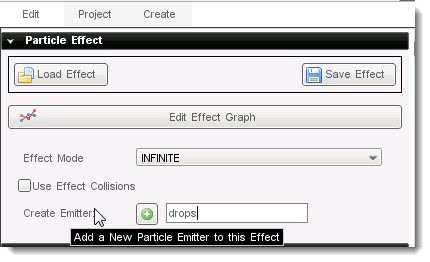 Edit Project Create
Particle Effect
Load Effect Save Effect
Edit Effect Graph
Effect Mode INFINITE
Use Effect Collisions
Create Emitter: drops
Add a New Particle Emitter to this Effect